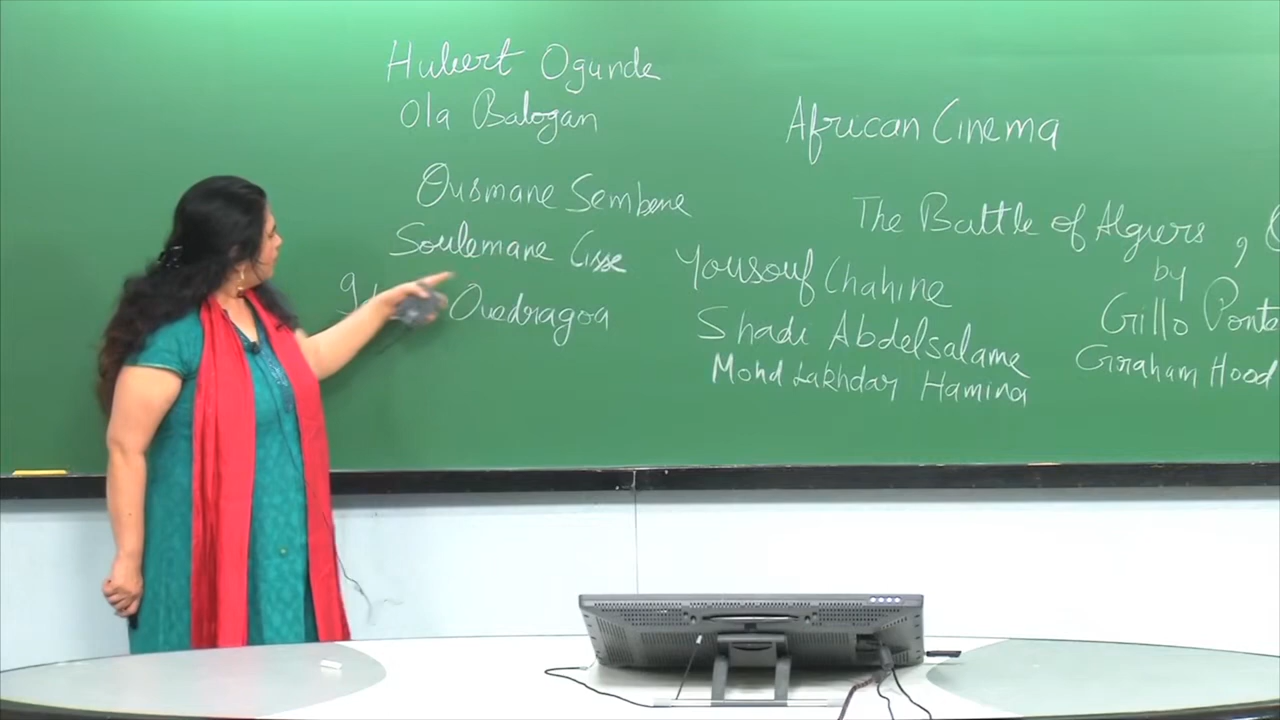 Hubert Ogunde
Ola Balogan
Ousmane Sembene
Soulemane Cisse
Ouedragoa
African Cinema
The Battle of Algiers,
by
Gillo Ponte
Graham Hood
Yousouf Chahine
Shadi Abdelsalame
Mohd Lakhdar Hamina